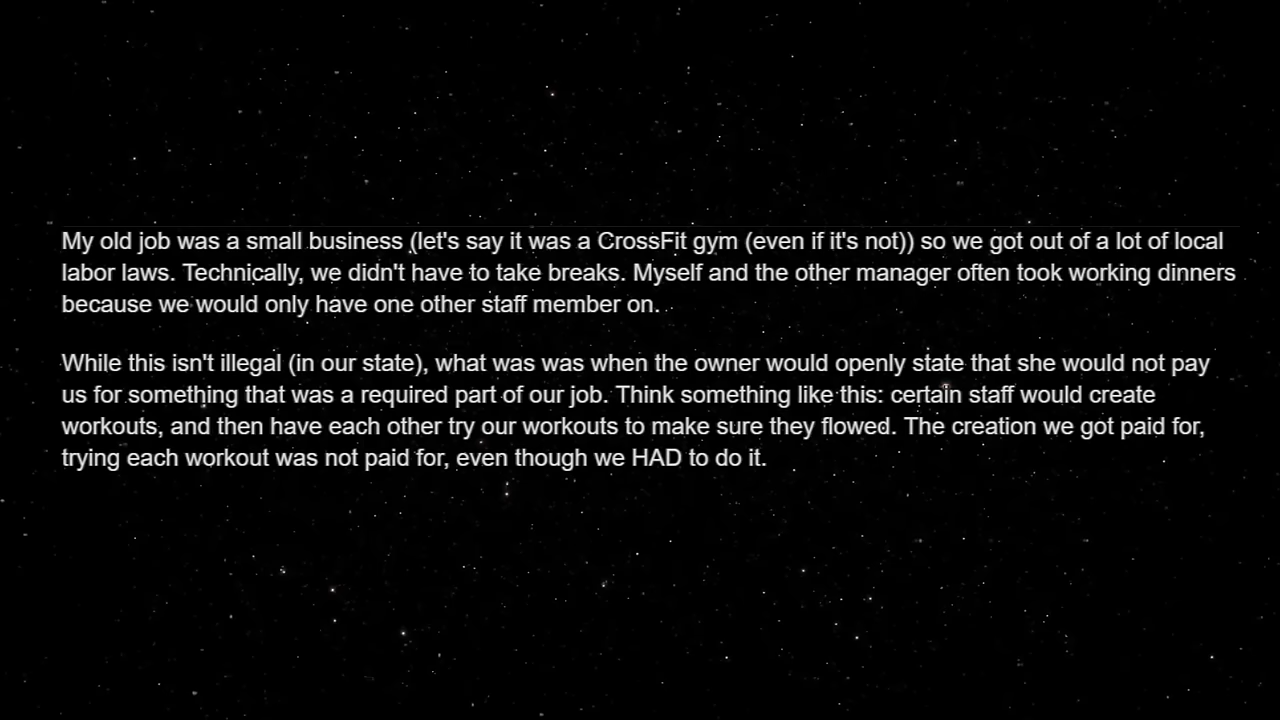 My old job was a small business (let's say it was a CrossFit gym (even if it's not)) so we got out of a lot of local
labor laws. Technically, we didn't have to take breaks. Myself and the other manager often took working dinners
because we would only have one other staff member on.
While this isn't illegal (in our state), what was was when the owner would openly state that she would not pay
us for something that was a required part of our job. Think something like this: certain staff would create
workouts, and then have each other try our workouts to make sure they flowed. The creation we got paid for,
trying each workout was not paid for, even though we HAD to do it.